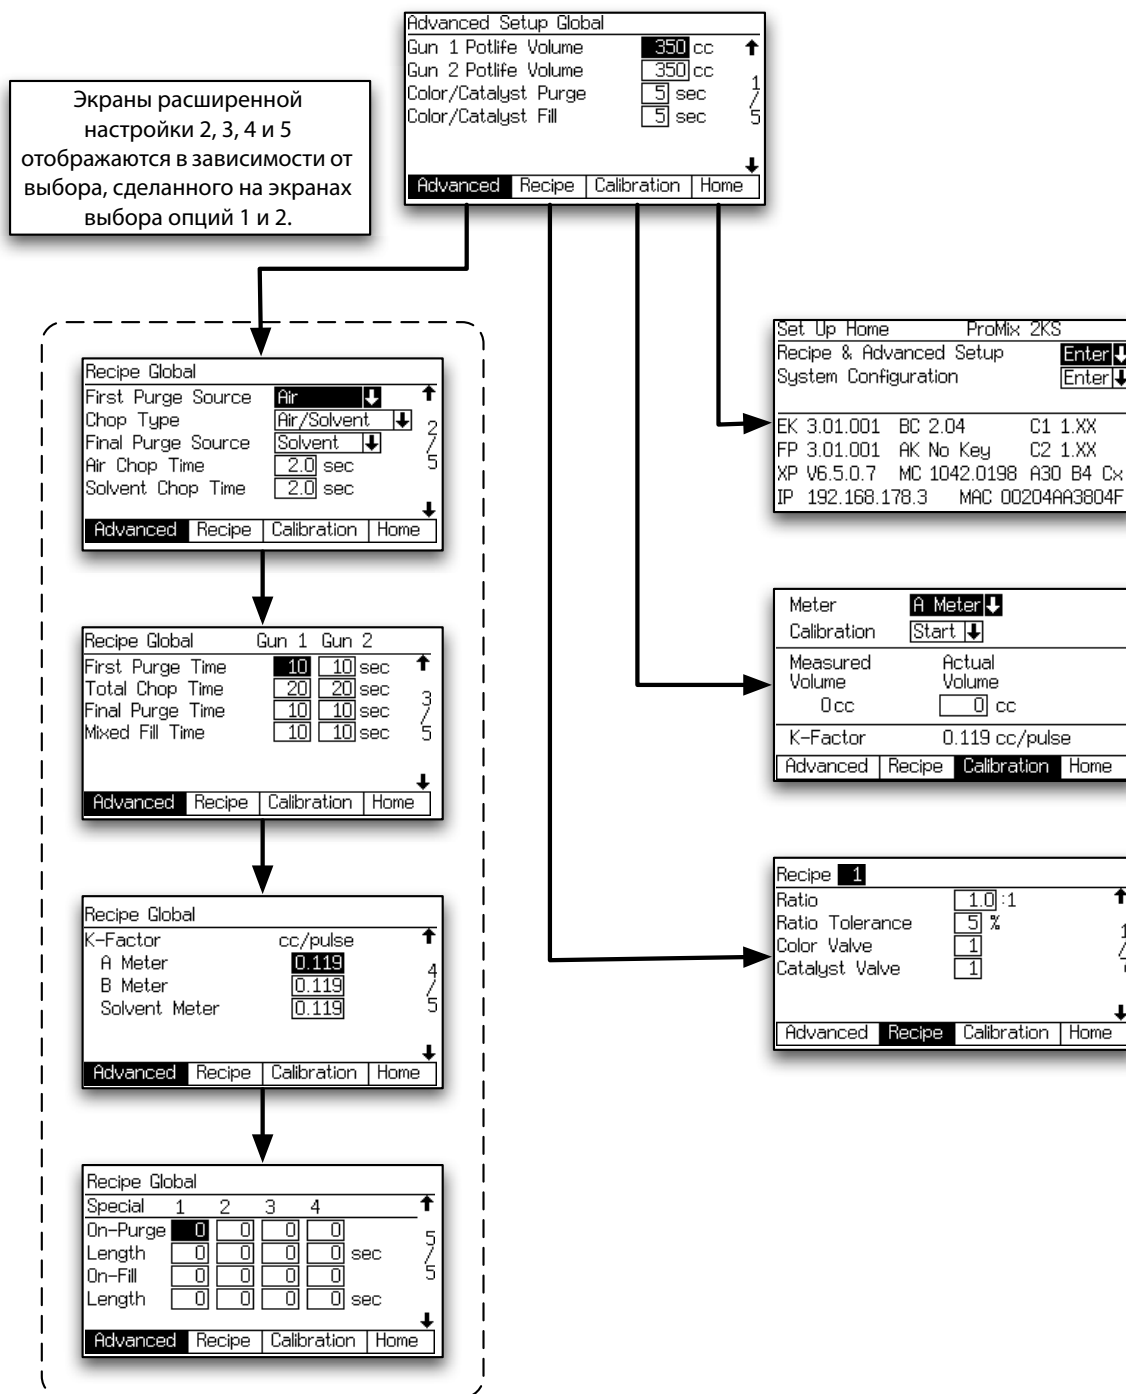 Advanced Setup Global
Gun 1 Potlife Volume 350 cc
Gun 2 Potlife Volume 350 cc
Color/Catalyst Purge 5 sec
Color/Catalyst Fill 5 sec
1/5
Advanced Recipe Calibration Home
Экраны расширенной
настройки 2, 3, 4 и 5
отображаются в зависимости от
выбора, сделанного на экранах
выбора опций 1 и 2.
Recipe Global
First Purge Source Air
Chop Type Air/Solvent
Final Purge Source Solvent
Air Chop Time 2.0 sec
Solvent Chop Time 2.0 sec
2/5
Advanced Recipe Calibration Home
Recipe Global Gun 1 Gun 2
First Purge Time 10 10 sec
Total Chop Time 20 20 sec
Final Purge Time 10 10 sec
Mixed Fill Time 10 10 sec
3/5
Advanced Recipe Calibration Home
Recipe Global
K-Factor cc/pulse
A Meter 0.119
B Meter 0.119
Solvent Meter 0.119
4/5
Advanced Recipe Calibration Home
Recipe Global
Special 1 2 3 4
On-Purge 0 0 0 0
Length 0 0 0 0 sec
On-Fill 0 0 0 0
Length 0 0 0 0 sec
5/5
Advanced Recipe Calibration Home
Set Up Home ProMix 2KS
Recipe & Advanced Setup Enter
System Configuration Enter
EK 3.01.001 BC 2.04 C1 1.XX
FP 3.01.001 AK No Key C2 1.XX
XP V6.5.0.7 MC 1042.0198 A30 B4 Cx
IP 192.168.178.3 MAC 00204AA3804F
Meter A Meter
Calibration Start
Measured Actual
Volume Volume
0 cc 0 cc
K-Factor 0.119 cc/pulse
Advanced Recipe Calibration Home
Recipe 1
Ratio 1.0 :1
Ratio Tolerance 5 %
Color Valve 1
Catalyst Valve 1
1/
Advanced Recipe Calibration Home